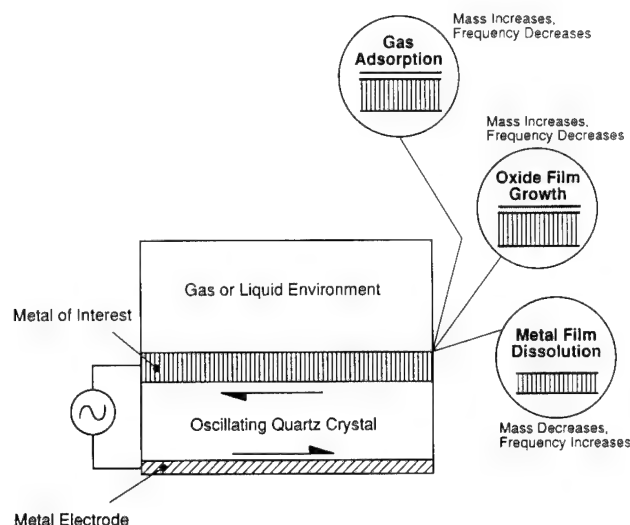 Mass Increases,
Frequency Decreases
Gas
Adsorption
Mass Increases,
Frequency Decreases
Oxide Film
Growth
Gas or Liquid Environment
Metal of Interest
Metal Film
Dissolution
Oscillating Quartz Crystal
Mass Decreases,
Frequency Increases
Metal Electrode